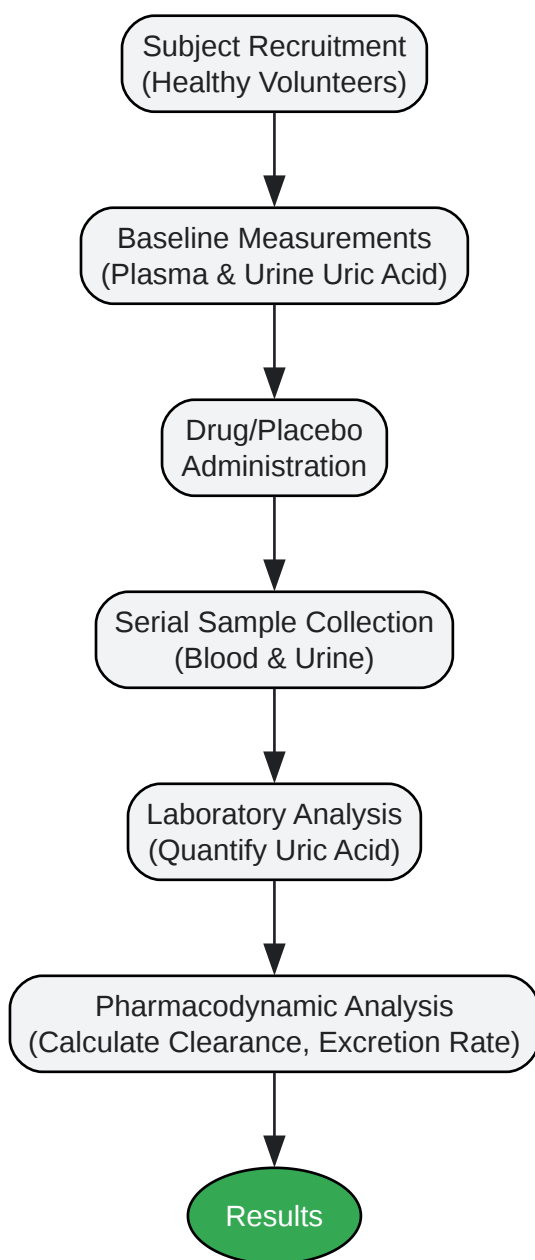 Subject Recruitment
(Healthy Volunteers)
Baseline Measurements
(Plasma & Urine Uric Acid)
Drug/Placebo
Administration
Serial Sample Collection
(Blood & Urine)
Laboratory Analysis
(Quantify Uric Acid)
Pharmacodynamic Analysis
(Calculate Clearance, Excretion Rate)
Results